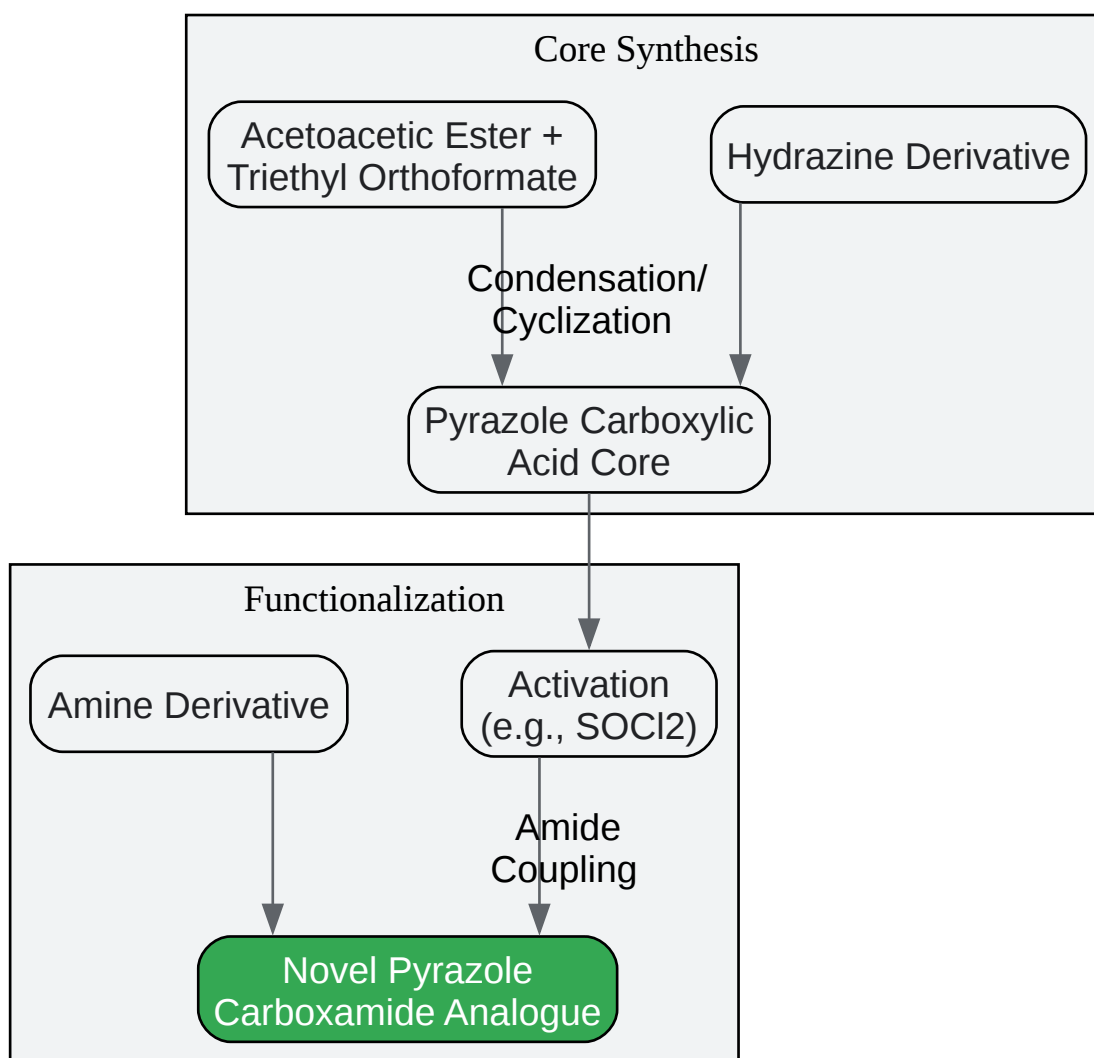 Core Synthesis
Acetoacetic Ester +
Triethyl Orthoformate
Hydrazine Derivative
Condensation/
Cyclization
Pyrazole Carboxylic
Acid Core
Functionalization
Amine Derivative
Activation
(e.g., SOCl2)
Amide
Coupling
Novel Pyrazole
Carboxamide Analogue